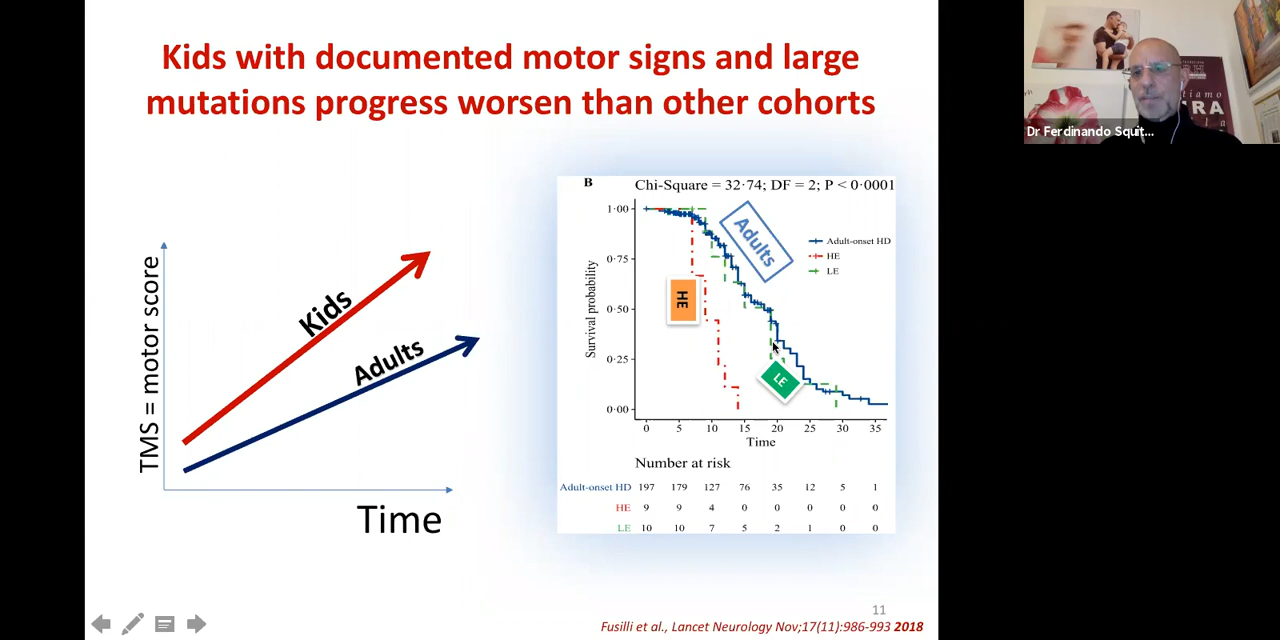 Kids with documented motor signs and large
mutations progress worsen than other cohorts
TMS = motor score
Kids
Adults
Time
B
Chi-Square = 32·74; DF = 2; P < 0·0001
1·00
0·75
0·50
0·25
0·00
Survival probability
Adults
HE
LE
Adult-onset HD
HE
LE
0 5 10 15 20 25 30 35
Time
Number at risk
Adult-onset HD 197 179 127 76 35 12 5 1
HE 9 9 4 0 0 0 0 0
LE 10 10 7 5 2 1 0 0
11
Fusilli et al., Lancet Neurology Nov;17(11):986-993 2018
Dr Ferdinando Squit...